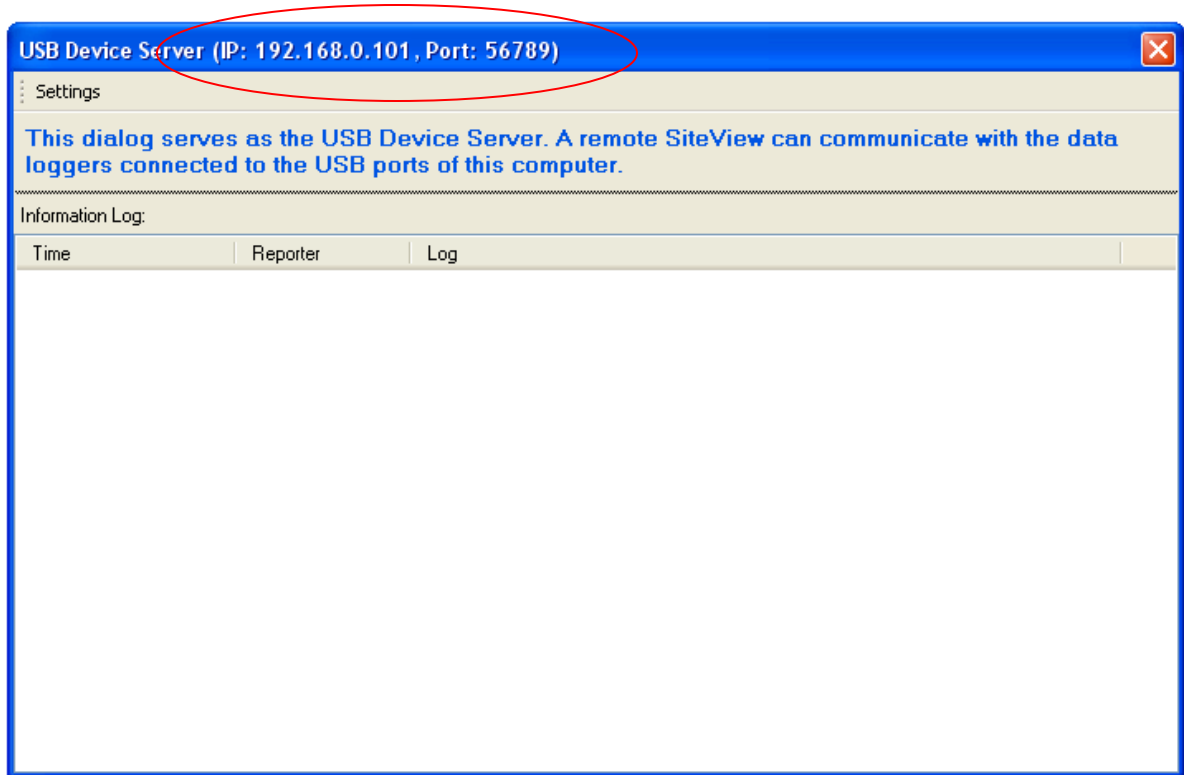 USB Device Server (IP: 192.168.0.101, Port: 56789)
Settings
This dialog serves as the USB Device Server. A remote SiteView can communicate with the data
loggers connected to the USB ports of this computer.
Information Log:
Time Reporter Log